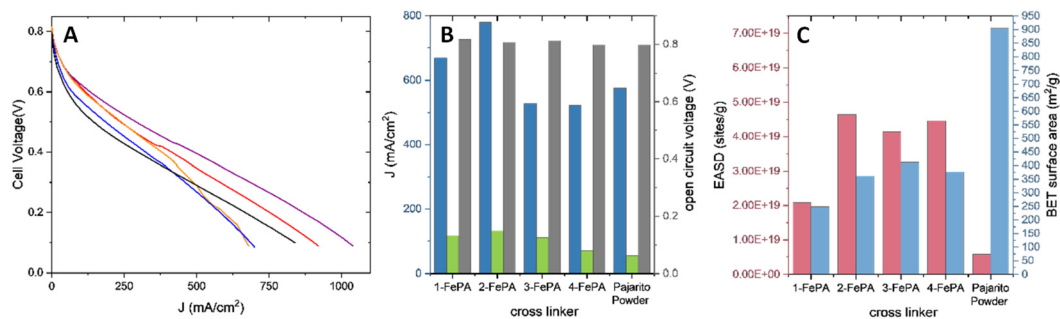 A
Cell Voltage(V)
0.8
0.6
0.4
0.2
0.0
0
250
500
750
1000
J (mA/cm²)
B
J (mA/cm²)
800
600
400
200
0
0.8
0.6
0.4
0.2
0.0
open circuit voltage (V)
1-FePA 2-FePA 3-FePA 4-FePA Pajarito
Powder
cross linker
C
EASD (sites/g)
7.00E+19
6.00E+19
5.00E+19
4.00E+19
3.00E+19
2.00E+19
1.00E+19
0.00E+00
950
900
850
800
750
700
650
600
550
500
450
400
350
300
250
200
150
100
50
0
BET surface area (m²/g)
1-FePA 2-FePA 3-FePA 4-FePA Pajarito
Powder
cross linker